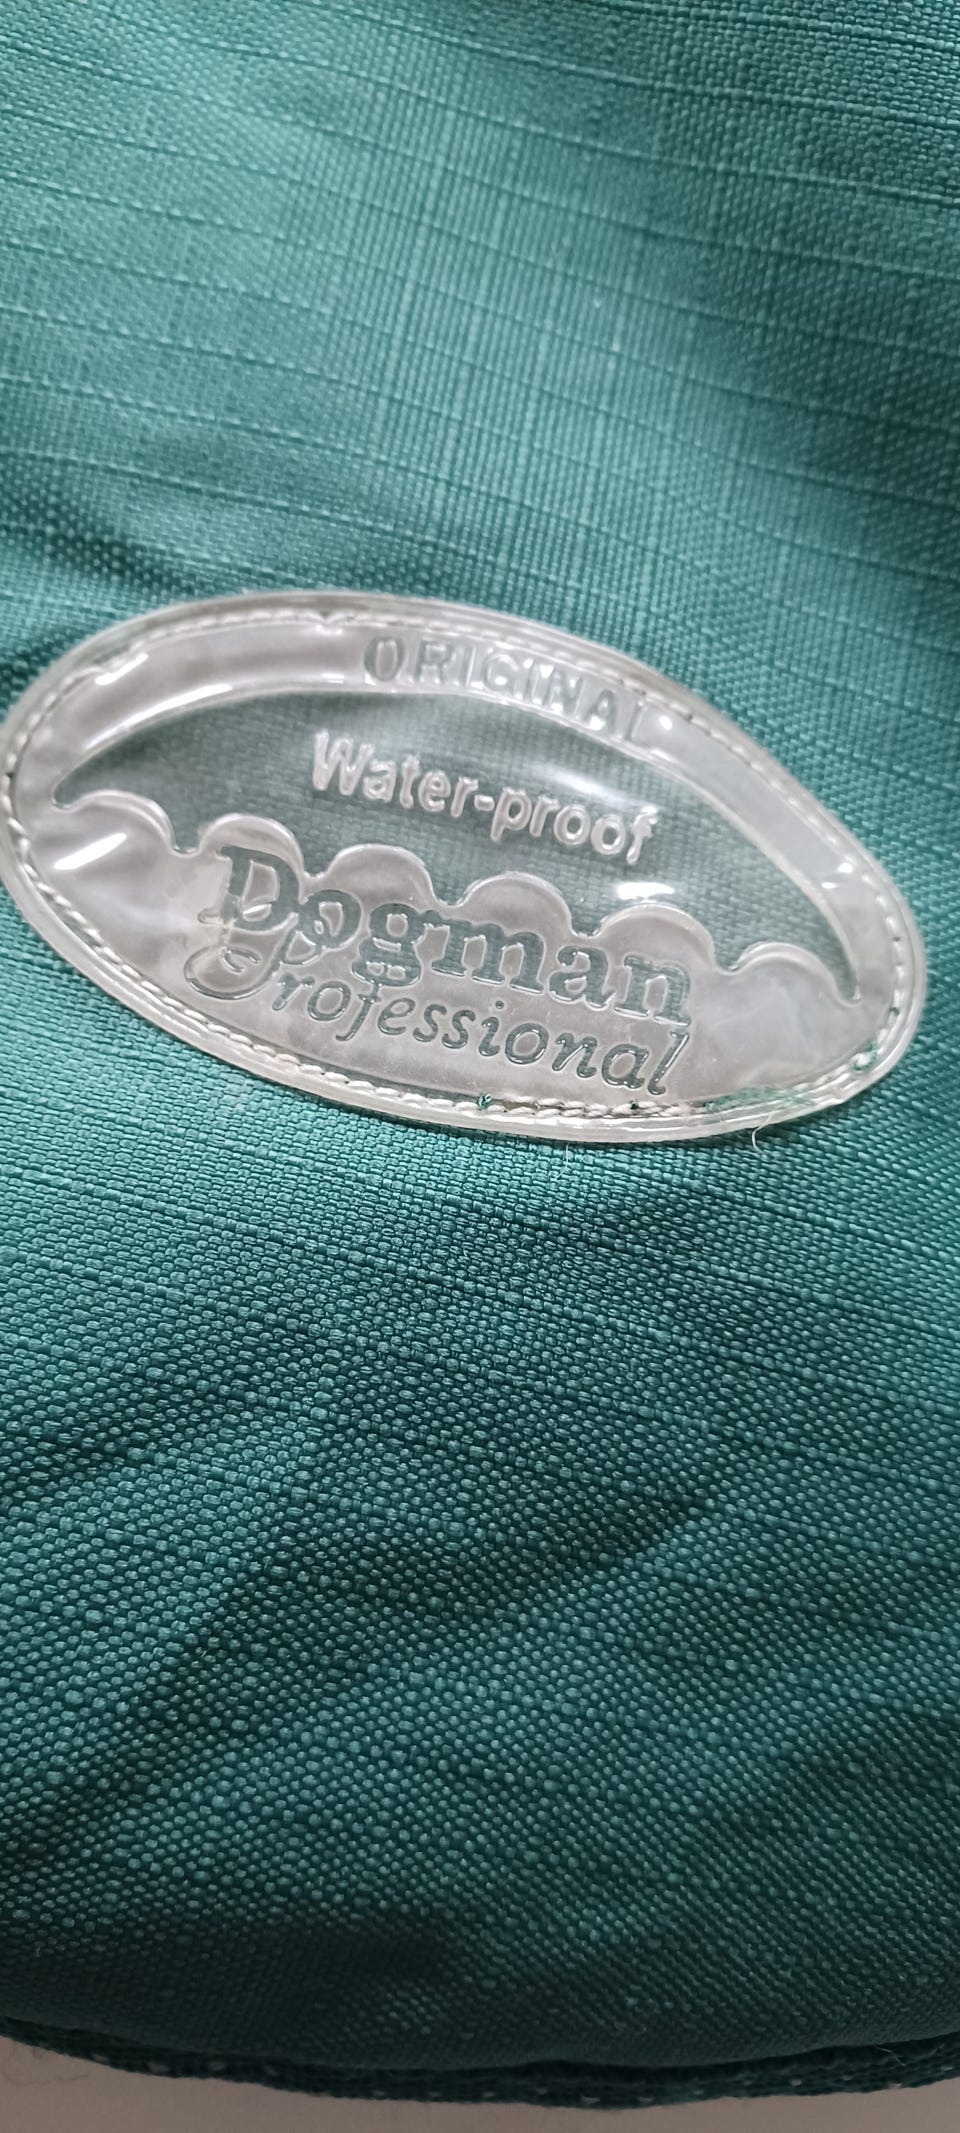 ORIGINAL
Water-proof
Dogman
Professional